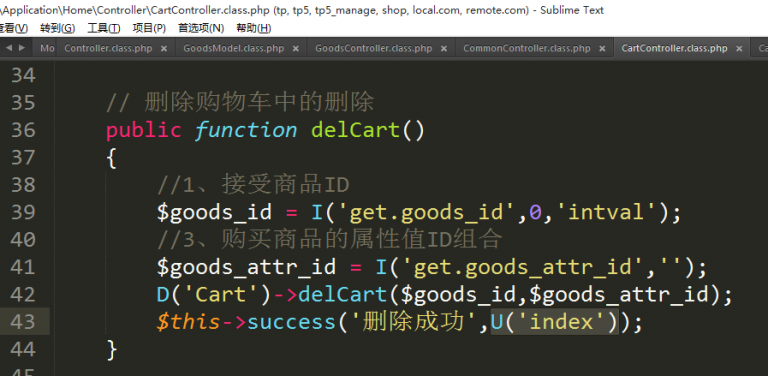 \Application\Home\Controller\CartController.class.php (tp, tp5, tp5_manage, shop, local.com, remote.com) - Sublime Text
查看(V) 转到(G) 工具(T) 项目(P) 首选项(N) 帮助(H)
Mo Controller.class.php × GoodsModel.class.php × GoodsController.class.php × CommonController.class.php × CartController.class.php × Ca
34
35 // 删除购物车中的删除
36 public function delCart()
37 {
38 //1、接受商品ID
39 $goods_id = I('get.goods_id',0,'intval');
40 //3、购买商品的属性值ID组合
41 $goods_attr_id = I('get.goods_attr_id','');
42 D('Cart')->delCart($goods_id,$goods_attr_id);
43 $this->success('删除成功',U('index'));
44 }
45